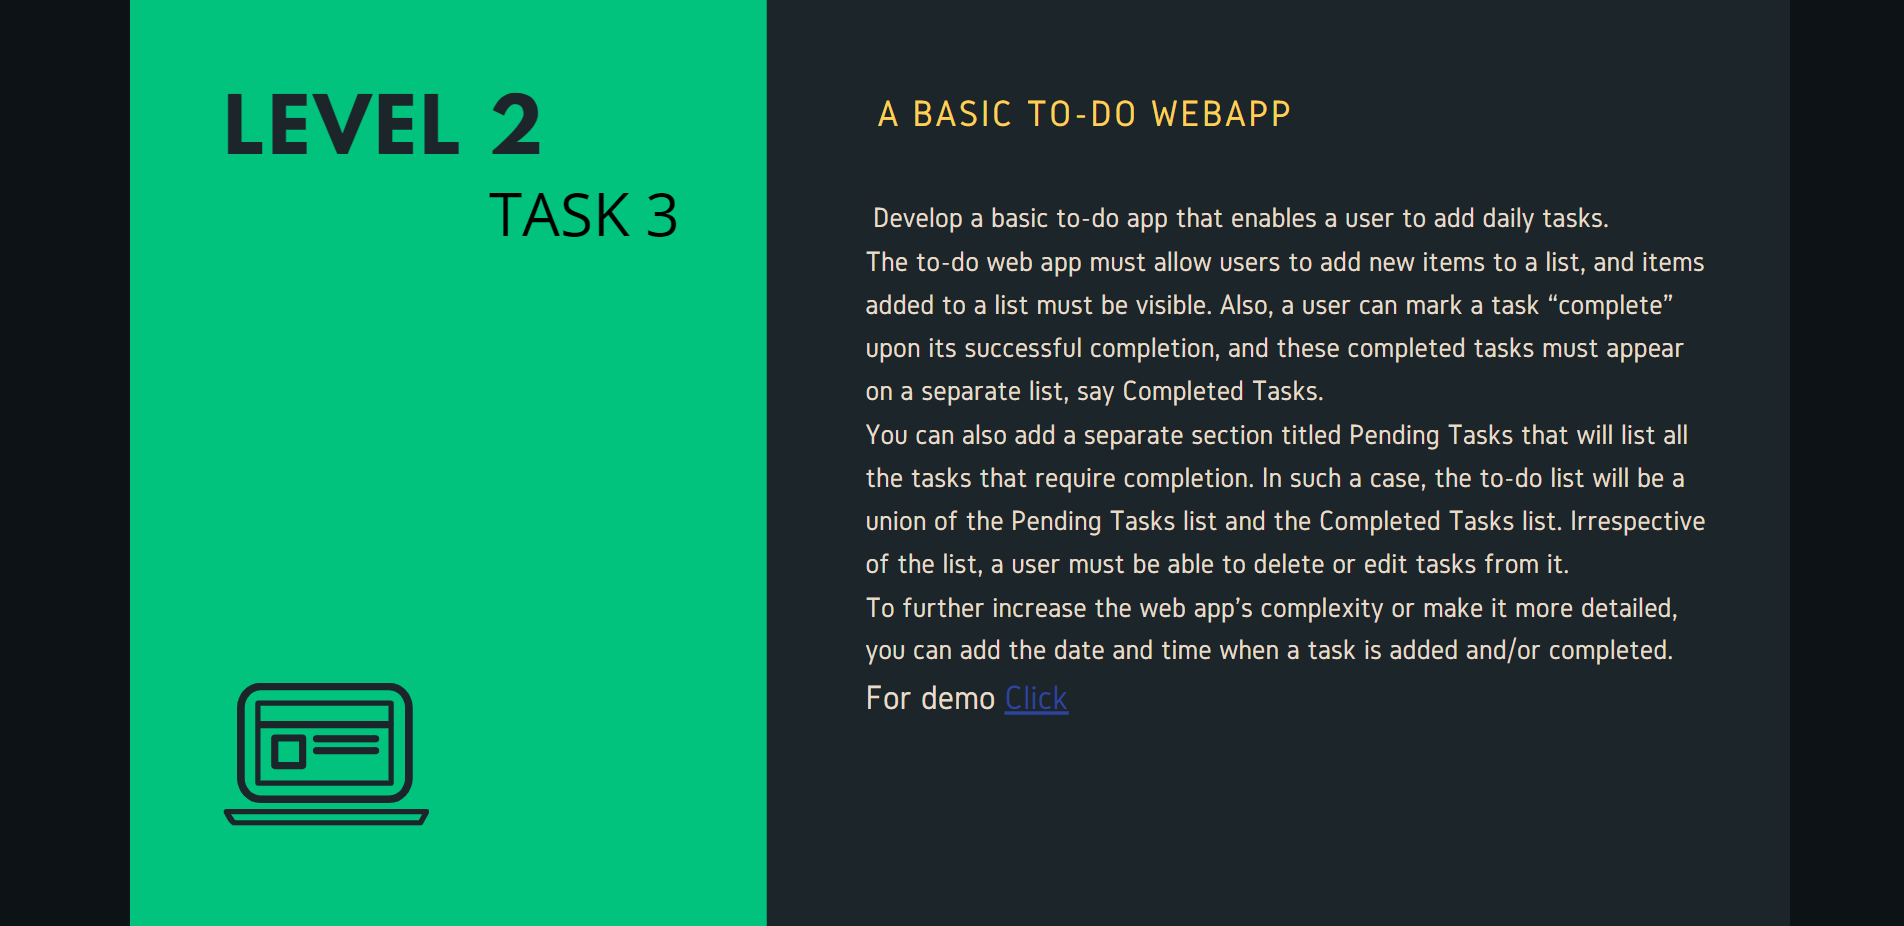 LEVEL 2
TASK 3
A BASIC TO-DO WEBAPP
Develop a basic to-do app that enables a user to add daily tasks.
The to-do web app must allow users to add new items to a list, and items
added to a list must be visible. Also, a user can mark a task “complete”
upon its successful completion, and these completed tasks must appear
on a separate list, say Completed Tasks.
You can also add a separate section titled Pending Tasks that will list all
the tasks that require completion. In such a case, the to-do list will be a
union of the Pending Tasks list and the Completed Tasks list. Irrespective
of the list, a user must be able to delete or edit tasks from it.
To further increase the web app’s complexity or make it more detailed,
you can add the date and time when a task is added and/or completed.
For demo Click